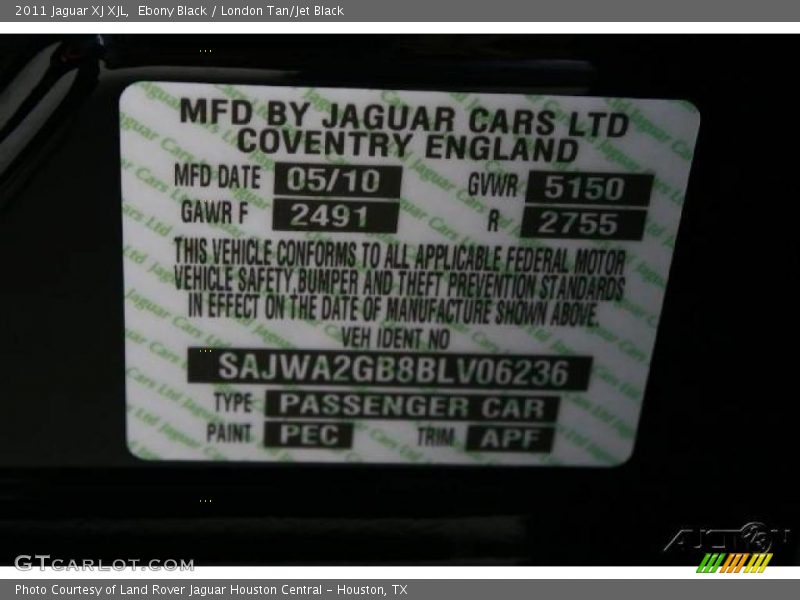 2011 Jaguar XJ XJL, Ebony Black / London Tan/Jet Black
MFD BY JAGUAR CARS LTD
COVENTRY ENGLAND
MFD DATE 05/10 GVWR 5150
GAWR F 2491 R 2755
THIS VEHICLE CONFORMS TO ALL APPLICABLE FEDERAL MOTOR
VEHICLE SAFETY,BUMPER AND THEFT PREVENTION STANDARDS
IN EFFECT ON THE DATE OF MANUFACTURE SHOWN ABOVE.
VEH IDENT NO
SAJWA2GB8BLV06236
TYPE PASSENGER CAR
PAINT PEC TRIM APF
GTCARLOT.COM
Photo Courtesy of Land Rover Jaguar Houston Central – Houston, TX